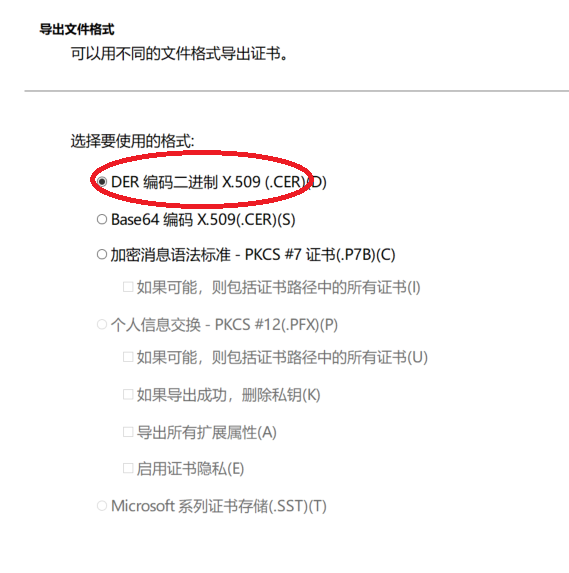 导出文件格式
可以用不同的文件格式导出证书。
选择要使用的格式:
DER 编码二进制 X.509 (.CER)(D)
Base64 编码 X.509(.CER)(S)
加密消息语法标准 - PKCS #7 证书(.P7B)(C)
如果可能，则包括证书路径中的所有证书(I)
个人信息交换 - PKCS #12(.PFX)(P)
如果可能，则包括证书路径中的所有证书(U)
如果导出成功，删除私钥(K)
导出所有扩展属性(A)
启用证书隐私(E)
Microsoft 系列证书存储(.SST)(T)